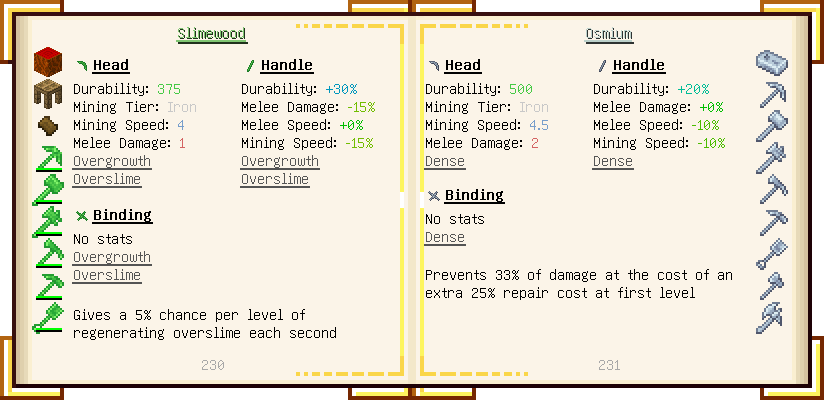 Slimewood
Head
Durability: 375
Mining Tier: Iron
Mining Speed: 4
Melee Damage: 1
Overgrowth
Overslime
Handle
Durability: +30%
Melee Damage: -15%
Melee Speed: +0%
Mining Speed: -15%
Overgrowth
Overslime
Binding
No stats
Overgrowth
Overslime
Gives a 5% chance per level of
regenerating overslime each second
230
Osmium
Head
Durability: 500
Mining Tier: Iron
Mining Speed: 4.5
Melee Damage: 2
Dense
Handle
Durability: +20%
Melee Damage: +0%
Melee Speed: -10%
Mining Speed: -10%
Dense
Binding
No stats
Dense
Prevents 33% of damage at the cost of an
extra 25% repair cost at first level
231